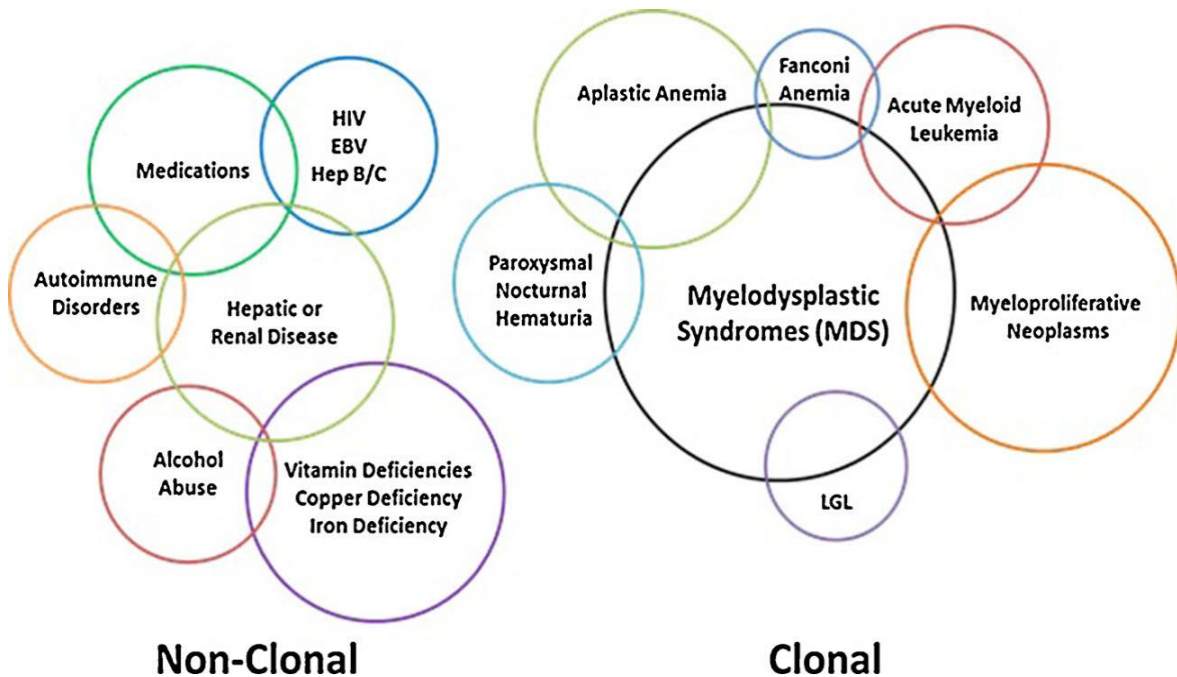 HIV
EBV
Hep B/C
Medications
Autoimmune
Disorders
Hepatic or
Renal Disease
Alcohol
Abuse
Vitamin Deficiencies
Copper Deficiency
Iron Deficiency
Non-Clonal
Aplastic Anemia
Fanconi
Anemia
Acute Myeloid
Leukemia
Paroxysmal
Nocturnal
Hematuria
Myelodysplastic
Syndromes (MDS)
Myeloproliferative
Neoplasms
LGL
Clonal